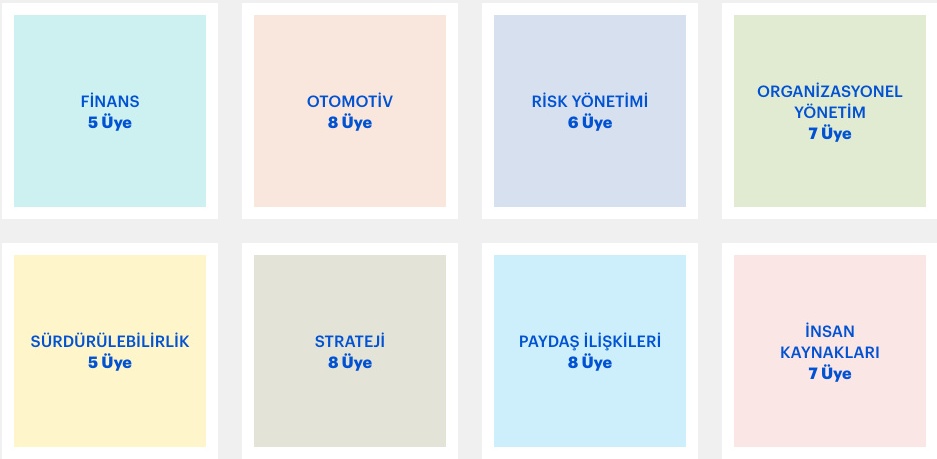 FİNANS
5 Üye
OTOMOTİV
8 Üye
RİSK YÖNETİMİ
6 Üye
ORGANİZASYONEL
YÖNETİM
7 Üye
SÜRDÜRÜLEBİLİRLİK
5 Üye
STRATEJİ
8 Üye
PAYDAŞ İLİŞKİLERİ
8 Üye
İNSAN
KAYNAKLARI
7 Üye